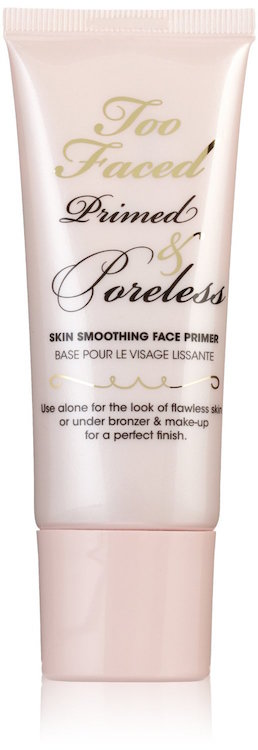 Too
Faced
Primed
&
Poreless
SKIN SMOOTHING FACE PRIMER
BASE POUR LE VISAGE LISSANTE
Use alone for the look of flawless skin
or under bronzer & make-up
for a perfect finish.